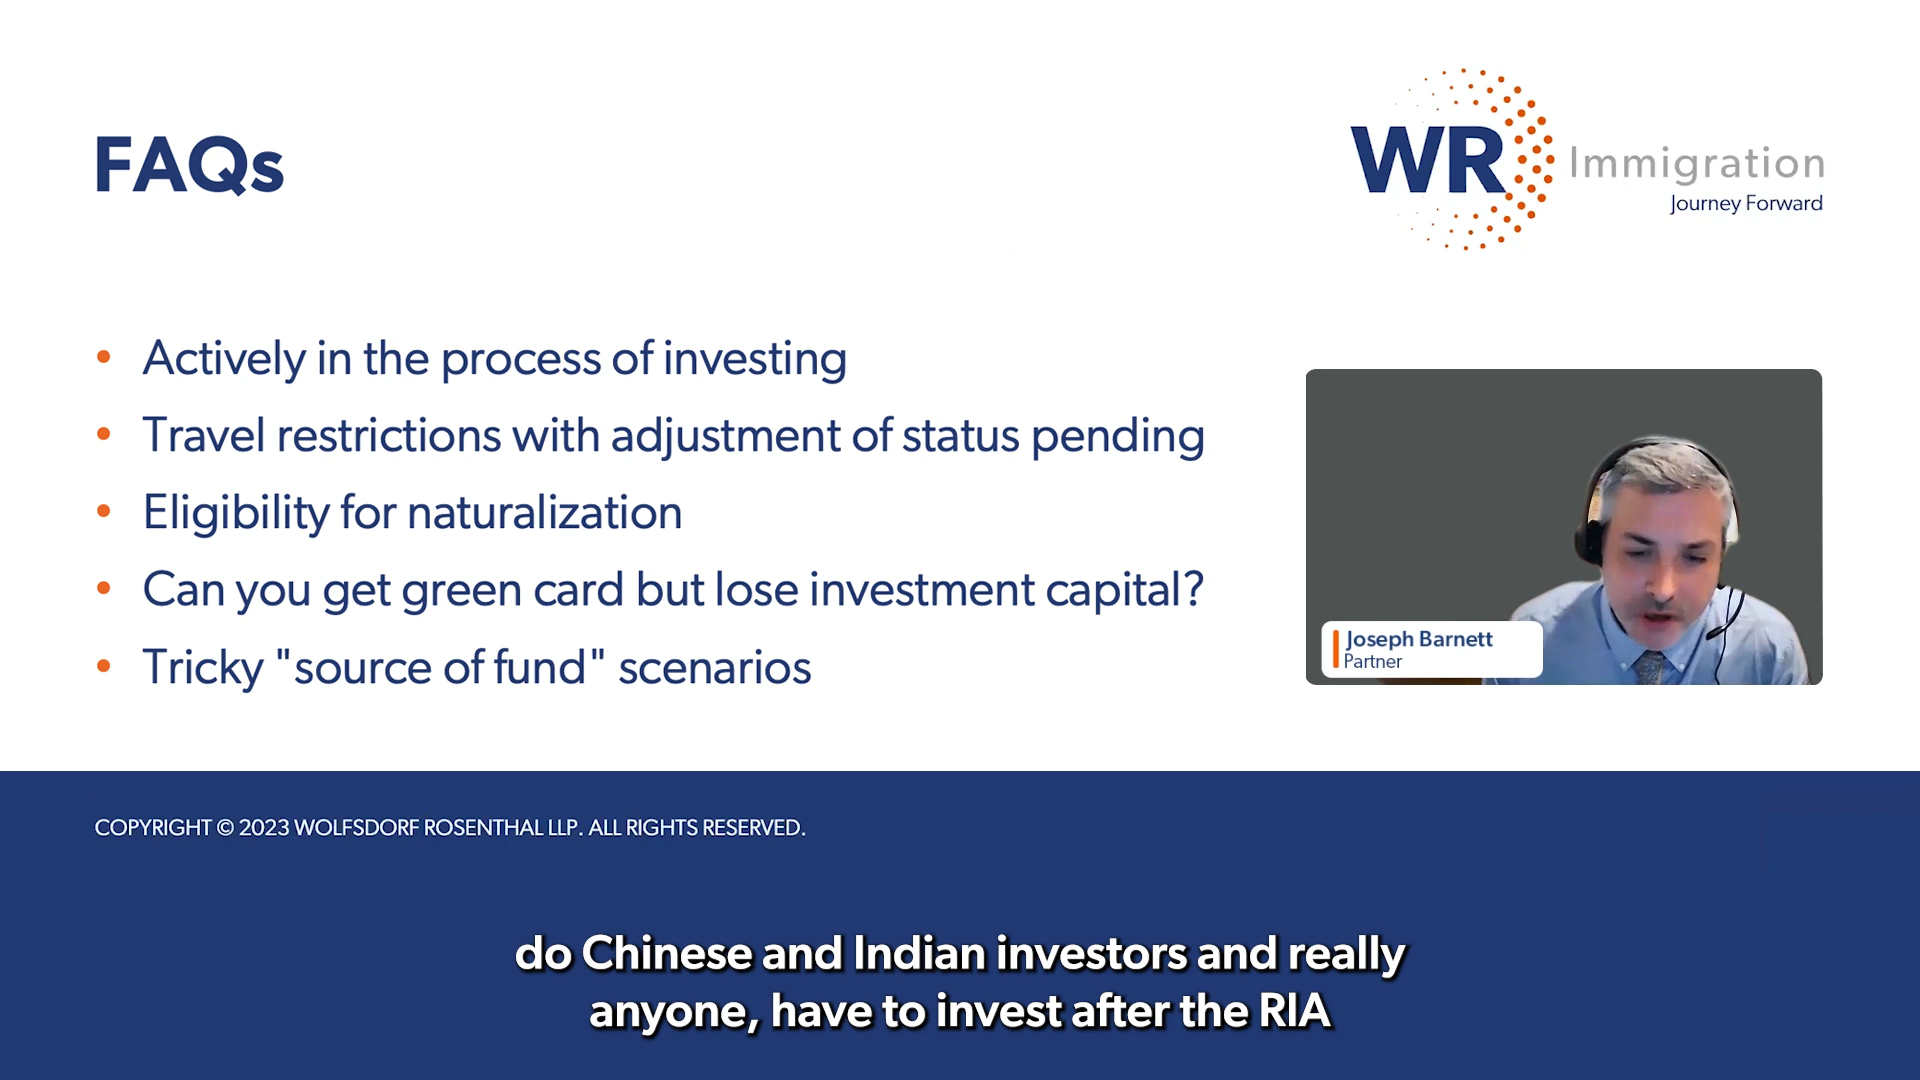 FAQs
WR Immigration
Journey Forward
• Actively in the process of investing
• Travel restrictions with adjustment of status pending
• Eligibility for naturalization
• Can you get green card but lose investment capital?
• Tricky "source of fund" scenarios
Joseph Barnett
Partner
COPYRIGHT © 2023 WOLFSDORF ROSENTHAL LLP. ALL RIGHTS RESERVED.
do Chinese and Indian investors and really
anyone, have to invest after the RIA